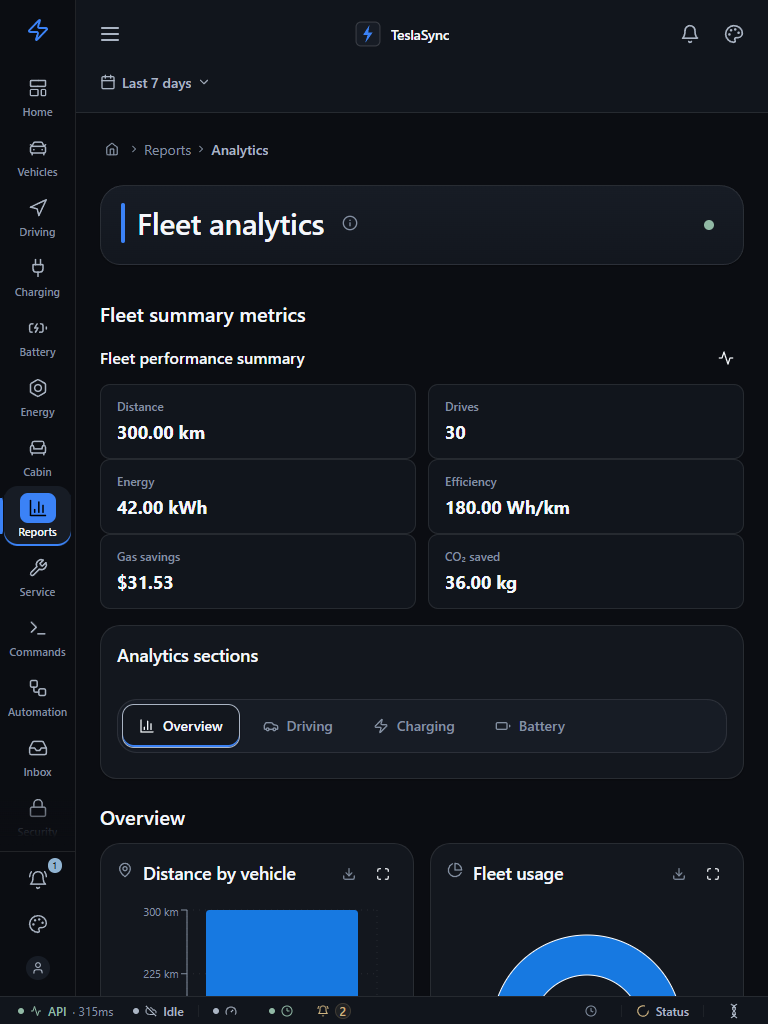 TeslaSync
Last 7 days
Home
Vehicles
Driving
Charging
Battery
Energy
Cabin
Reports
Service
Commands
Automation
Inbox
Security
1
Reports > Analytics
Fleet analytics
Fleet summary metrics
Fleet performance summary
Distance
300.00 km
Drives
30
Energy
42.00 kWh
Efficiency
180.00 Wh/km
Gas savings
$31.53
CO₂ saved
36.00 kg
Analytics sections
Overview Driving Charging Battery
Overview
Distance by vehicle
300 km
225 km
Fleet usage
API · 315ms Idle 2 Status